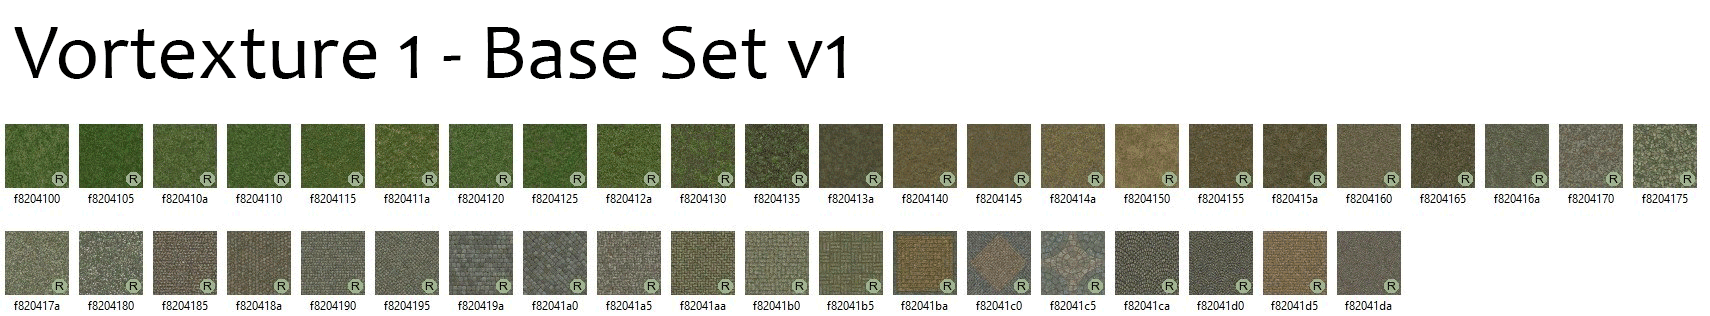 Vortexture 1 - Base Set v1
R R R R R R R R R R R R R R R R R R R R R R R
f8204100 f8204105 f820410a f8204110 f8204115 f820411a f8204120 f8204125 f820412a f8204130 f8204135 f820413a f8204140 f8204145 f820414a f8204150 f8204155 f820415a f8204160 f8204165 f820416a f8204170 f8204175
R R R R R R R R R R R R R R R R R R R
f820417a f8204180 f8204185 f820418a f8204190 f8204195 f820419a f82041a0 f82041a5 f82041aa f82041b0 f82041b5 f82041ba f82041c0 f82041c5 f82041ca f82041d0 f82041d5 f82041da